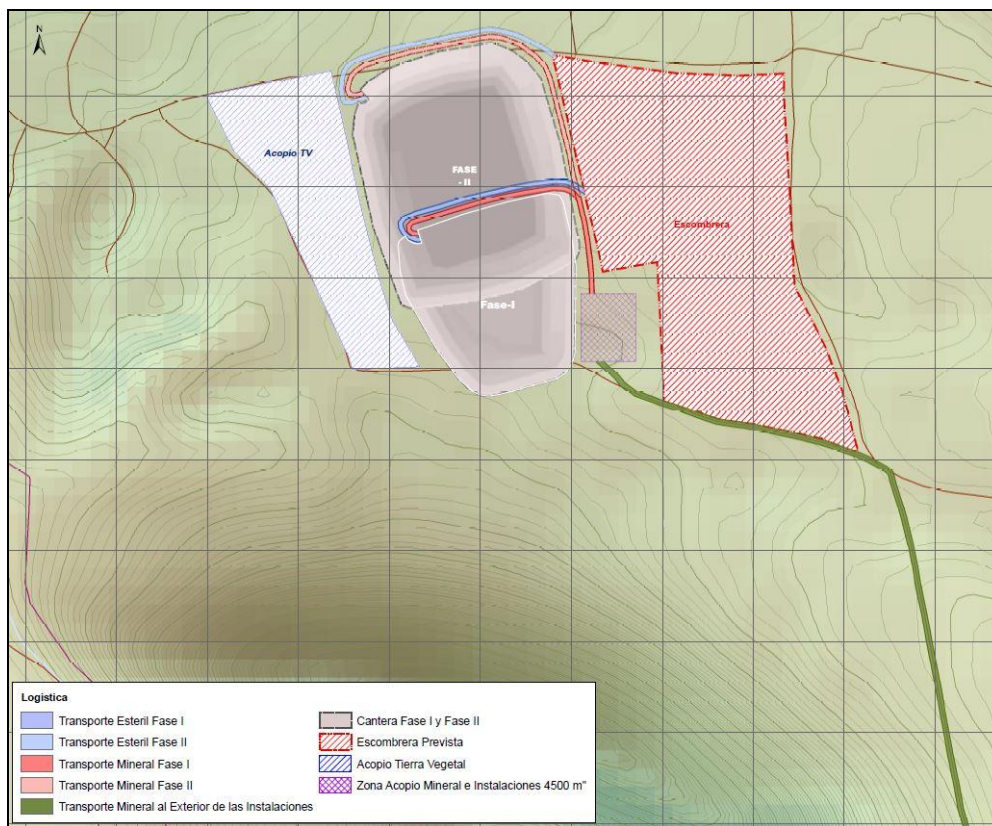 N
Acopio TV
FASE
- II
Escombrera
Fase-I
Logistica
Transporte Esteril Fase I
Transporte Esteril Fase II
Transporte Mineral Fase I
Transporte Mineral Fase II
Transporte Mineral al Exterior de las Instalaciones
Cantera Fase I y Fase II
Escombrera Prevista
Acopio Tierra Vegetal
Zona Acopio Mineral e Instalaciones 4500 m"